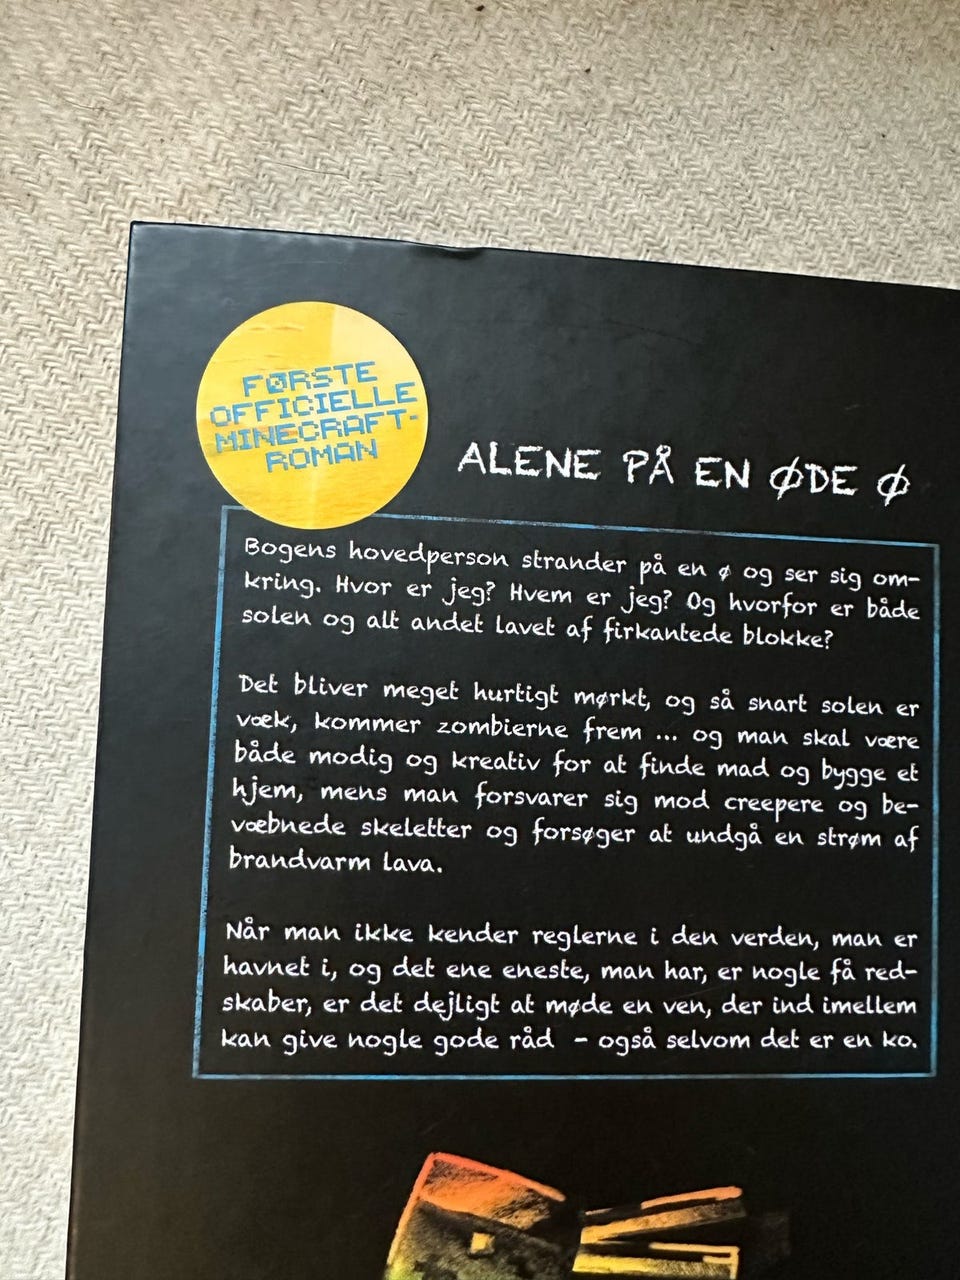 FØRSTE
OFFICIELLE
MINECRAFT-
ROMAN
ALENE PÅ EN ØDE Ø
Bogens hovedperson strander på en ø og ser sig om-
kring. Hvor er jeg? Hvem er jeg? Og hvorfor er både
solen og alt andet lavet af firkantede blokke?
Det bliver meget hurtigt mørkt, og så snart solen er
væk, kommer zombierne frem ... og man skal være
både modig og kreativ for at finde mad og bygge et
hjem, mens man forsvarer sig mod creepere og be-
væbnede skeletter og forsøger at undgå en strøm af
brandvarm lava.
Når man ikke kender reglerne i den verden, man er
havnet i, og det ene eneste, man har, er nogle få red-
skaber, er det dejligt at møde en ven, der ind imellem
kan give nogle gode råd - også selvom det er en ko.